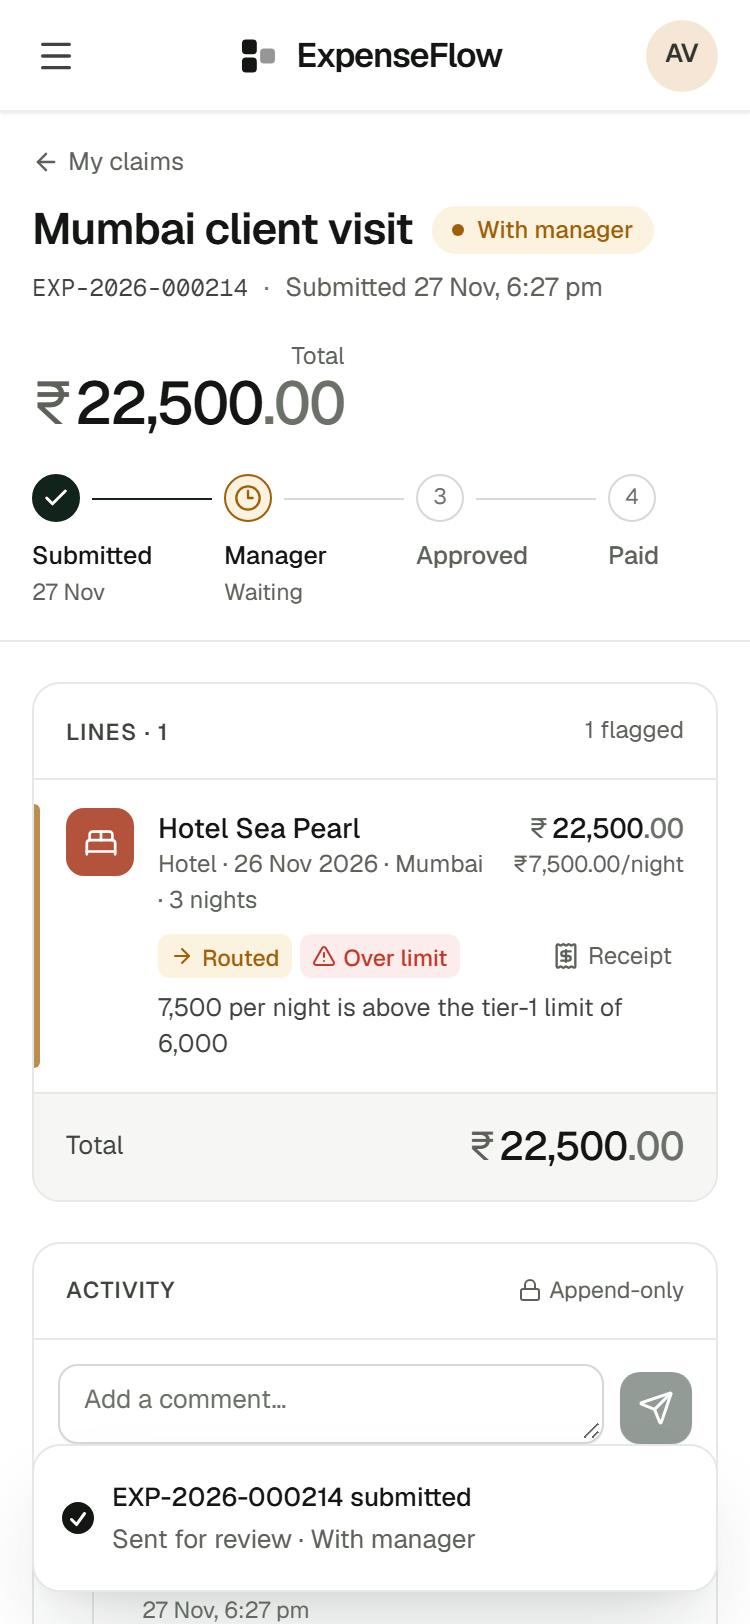 ExpenseFlow
AV
My claims
Mumbai client visit
With manager
EXP-2026-000214 · Submitted 27 Nov, 6:27 pm
Total
₹22,500.00
3
4
Submitted
Manager
Approved
Paid
27 Nov
Waiting
LINES · 1
1 flagged
Hotel Sea Pearl
₹22,500.00
Hotel · 26 Nov 2026 · Mumbai
₹7,500.00/night
· 3 nights
Routed
Over limit
Receipt
7,500 per night is above the tier-1 limit of
6,000
Total
₹22,500.00
ACTIVITY
Append-only
Add a comment...
EXP-2026-000214 submitted
Sent for review · With manager
27 Nov, 6:27 pm